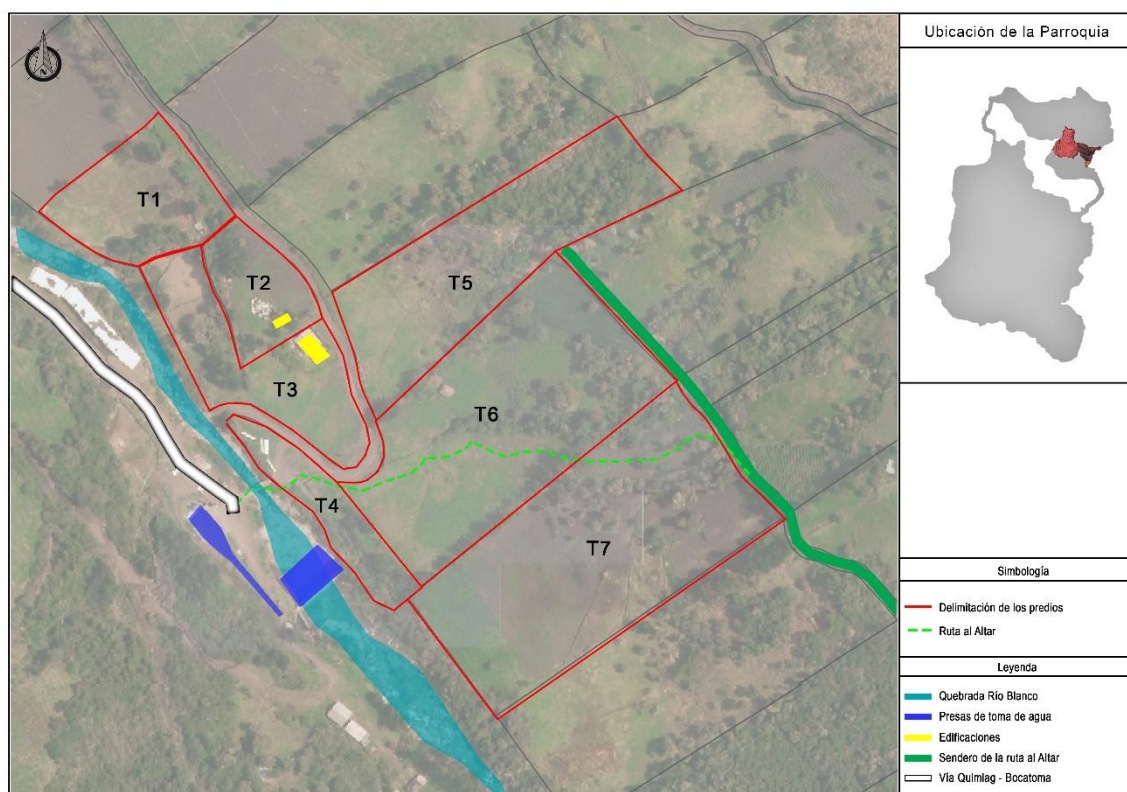 Ubicación de la Parroquia
T1
T2
T5
T3
T6
T4
T7
Simbología
Delimitación de los predios
Ruta al Altar
Leyenda
Quebrada Río Blanco
Presas de toma de agua
Edificaciones
Sendero de la ruta al Altar
Vía Quimiag - Bocatoma